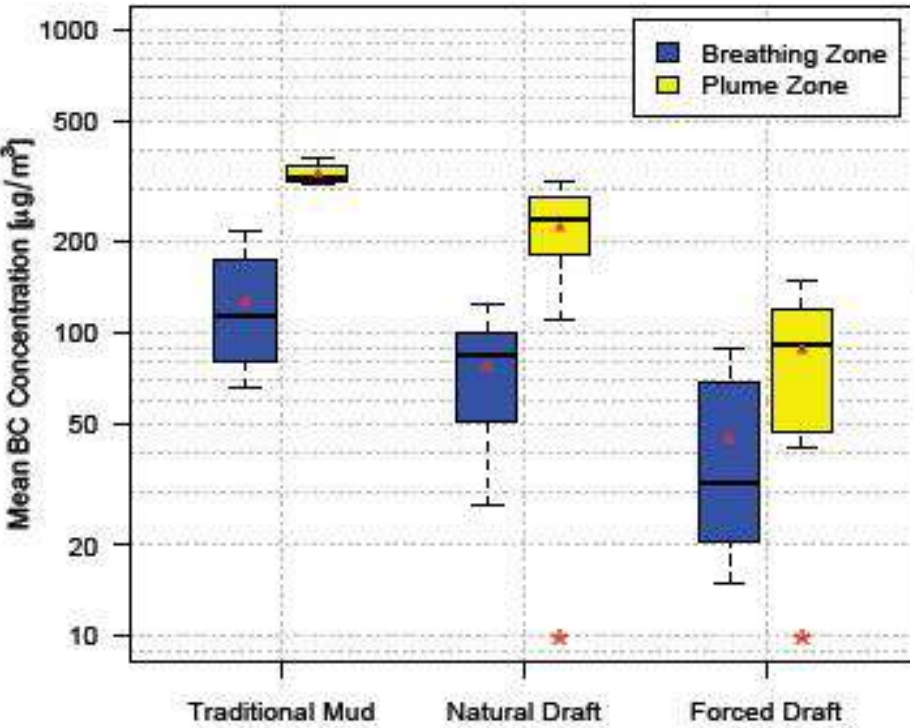 1000
500
200
100
50
20
10
Mean BC Concentration [µg/m³]
Breathing Zone
Plume Zone
*
*
Traditional Mud
Natural Draft
Forced Draft